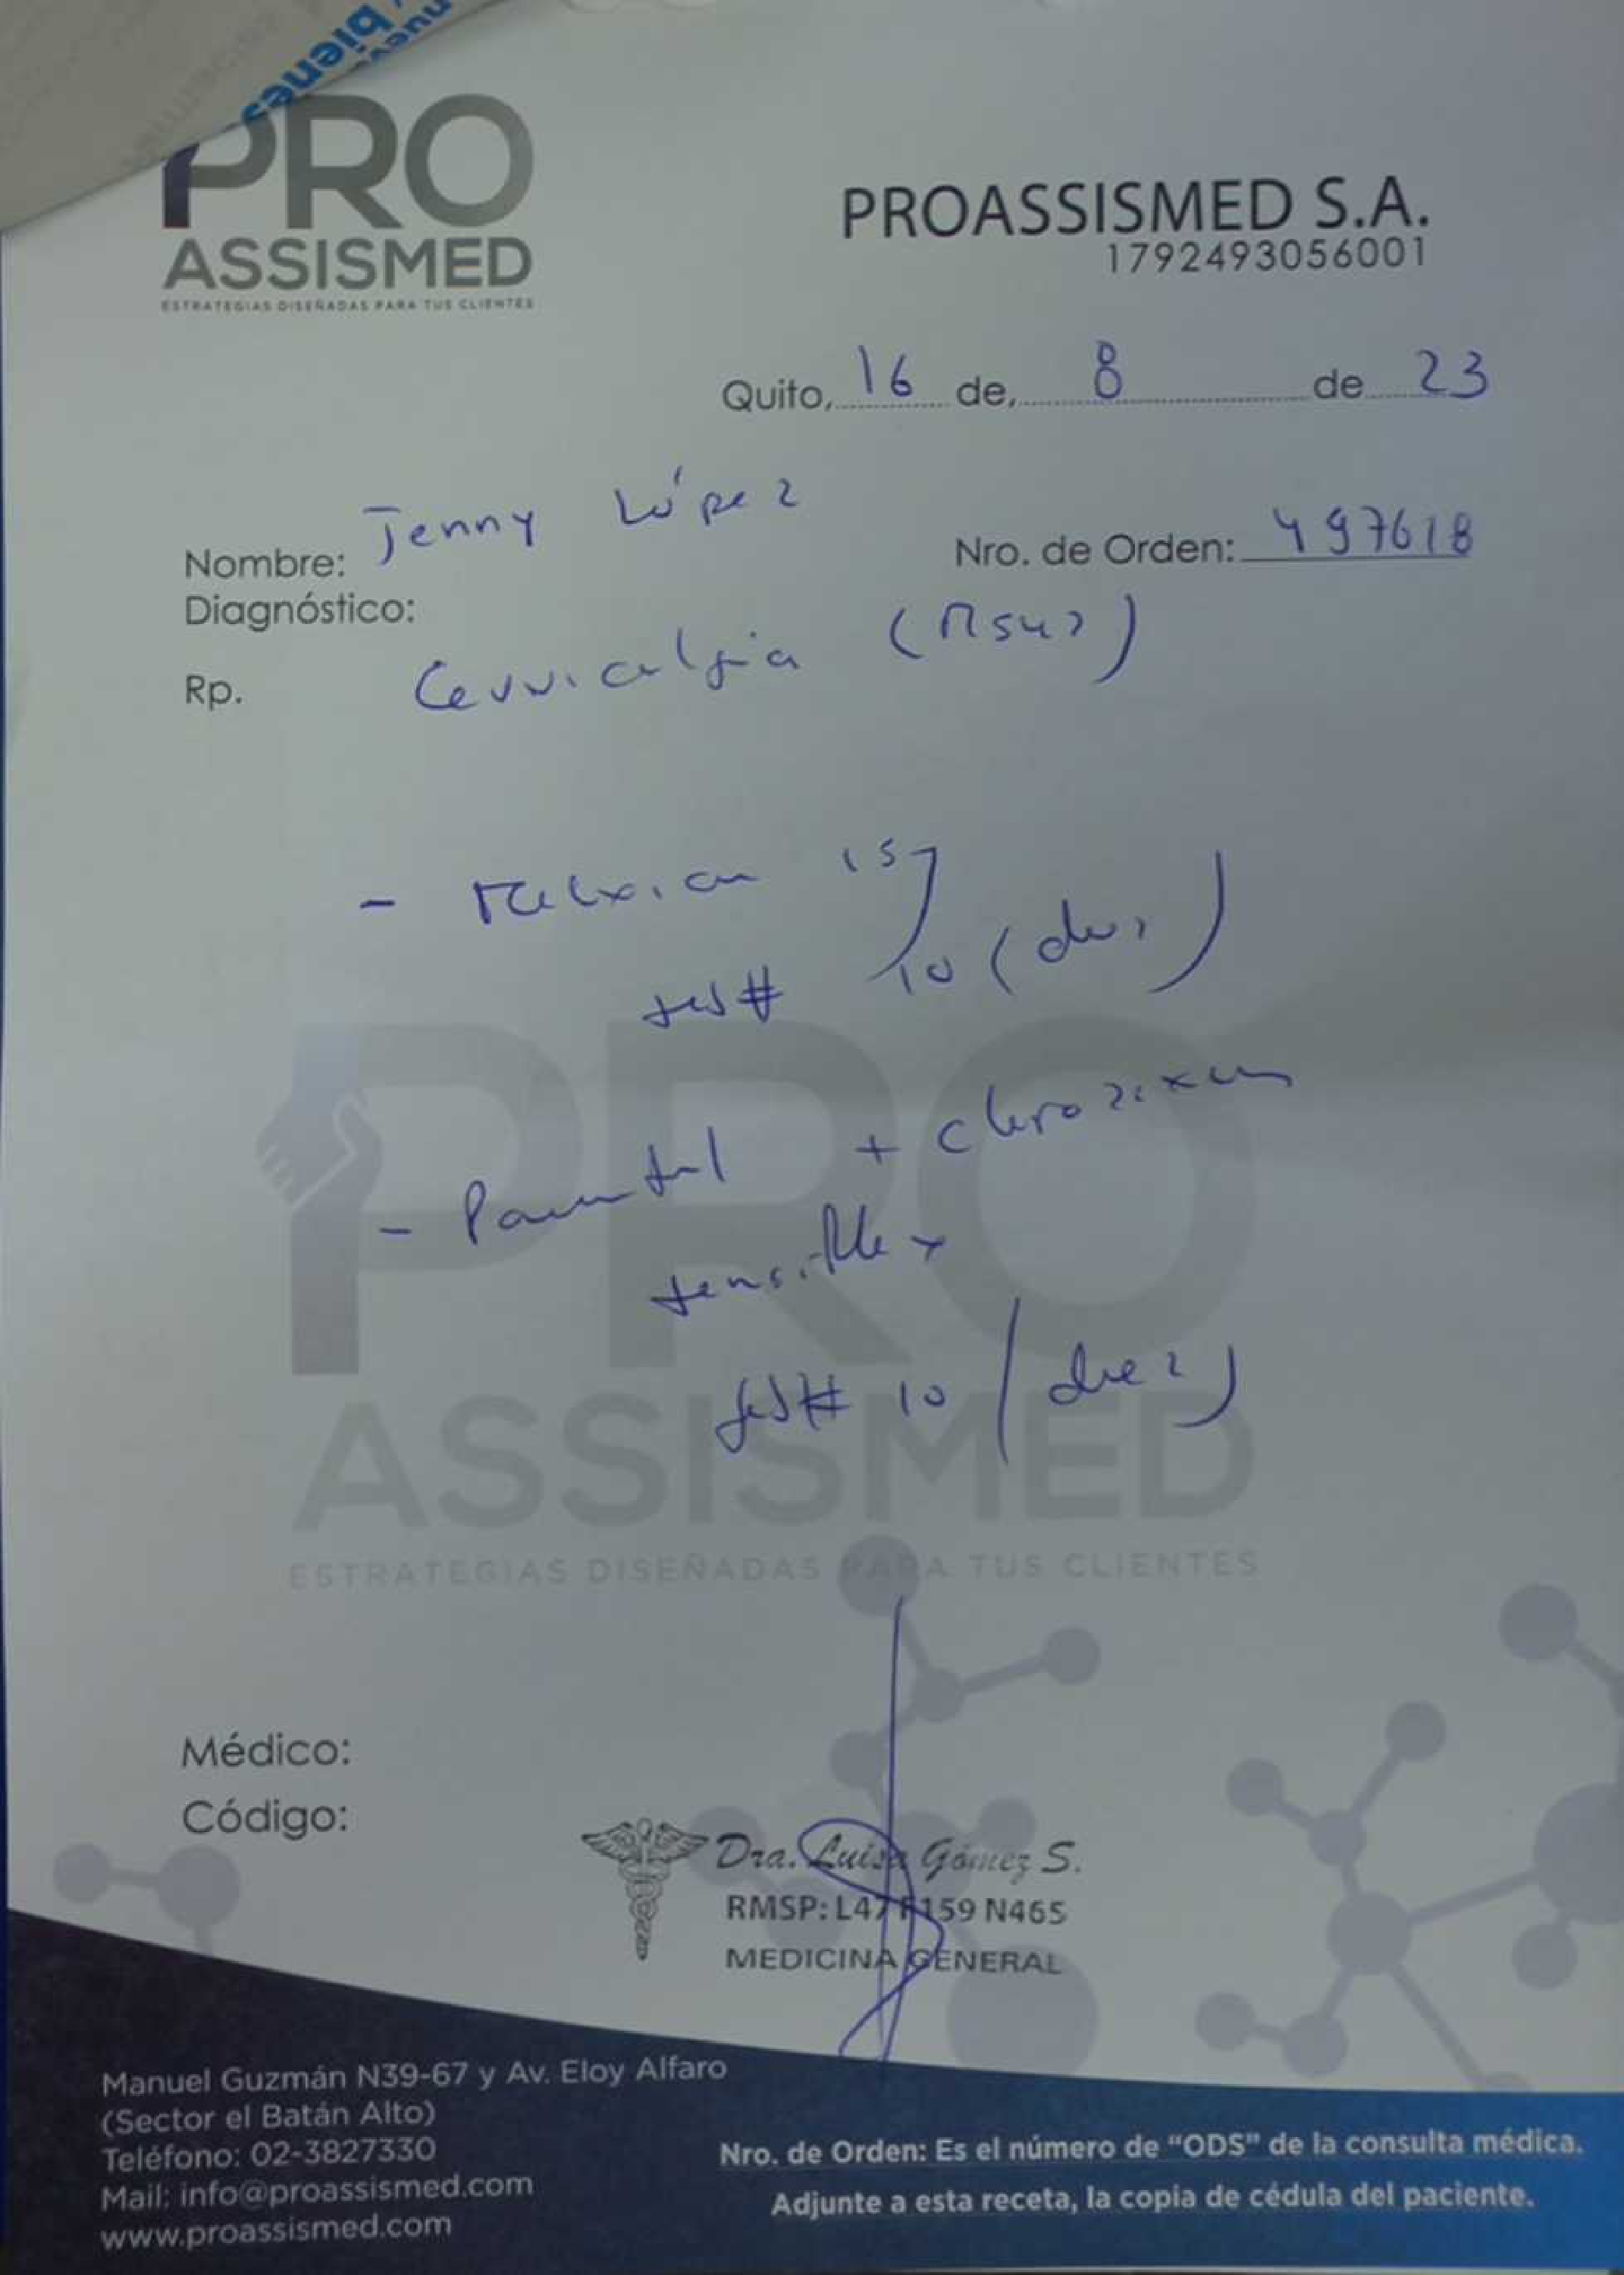 nuev
bienes
PRO
ASSISMED
ESTRATEGIAS DISEÑADAS PARA TUS CLIENTES
PROASSISMED S.A.
1792493056001
Quito, 16 de, 8 de 23
Nombre: Jenny López
Nro. de Orden: 497618
Diagnóstico:
Rp. Cervicalgia (M542)
- 15
# 10 (diez)
- Paracetamol + clorzoxazona
tensiflex
# 10 (diez)
PRO
ASSISMED
ESTRATEGIAS DISEÑADAS PARA TUS CLIENTES
Médico:
Código:
Dra. Luisa Gómez S.
RMSP: L47 159 N465
MEDICINA GENERAL
Manuel Guzmán N39-67 y Av. Eloy Alfaro
(Sector el Batán Alto)
Teléfono: 02-3827330
Mail: info@proassismed.com
www.proassismed.com
Nro. de Orden: Es el número de “ODS” de la consulta médica.
Adjunte a esta receta, la copia de cédula del paciente.